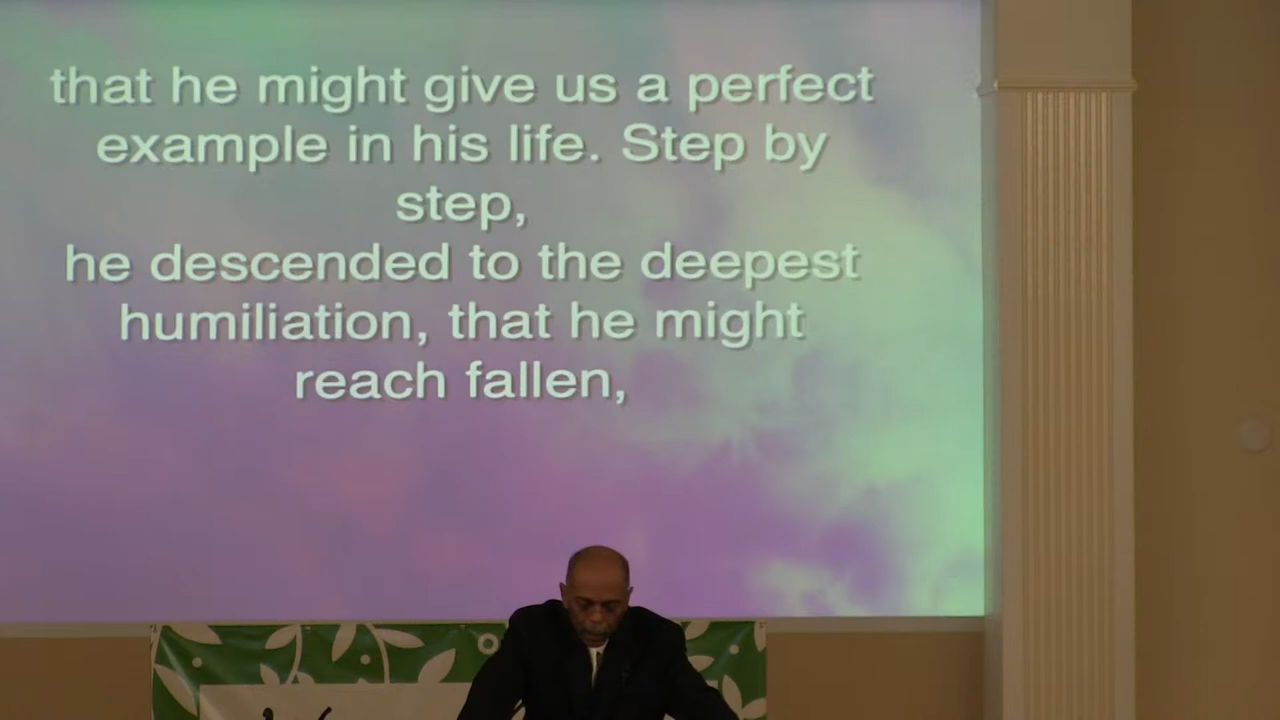 that he might give us a perfect
example in his life. Step by
step,
he descended to the deepest
humiliation, that he might
reach fallen,